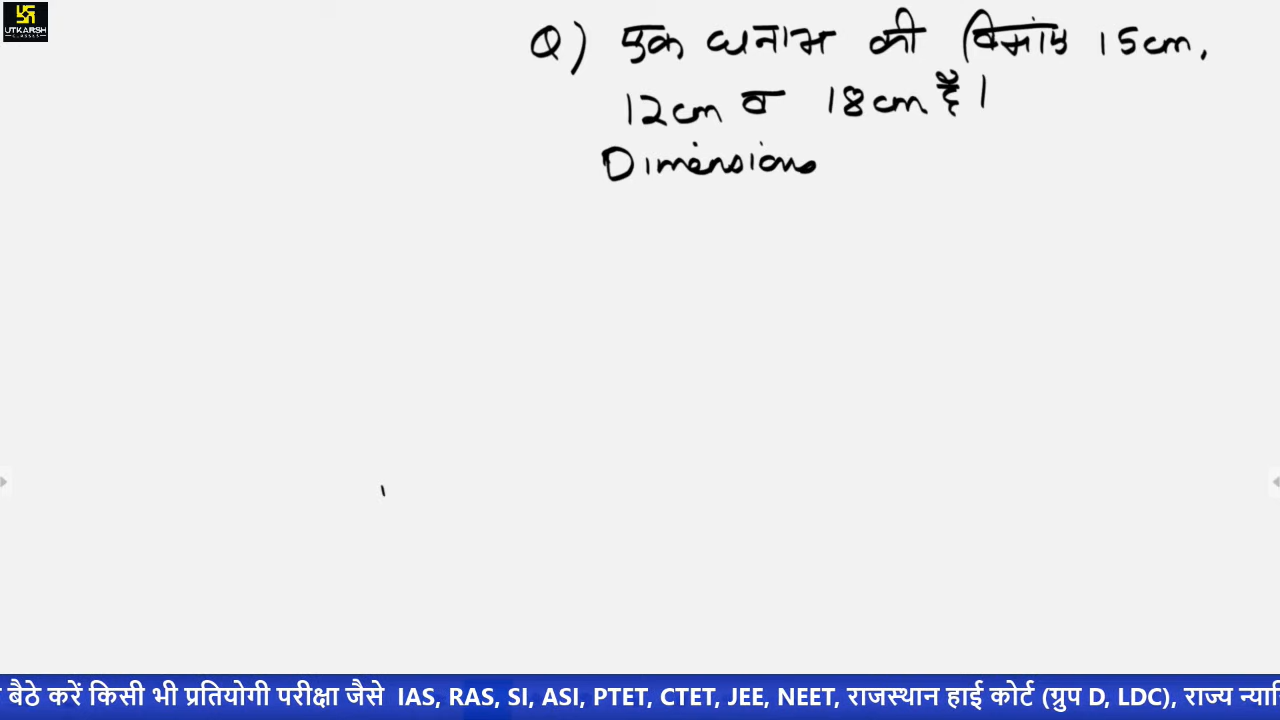 UTKARSH
CLASSES
Q) एक घनाभ की विमांए 15cm,
12cm व 18cm है।
Dimensions
बैठे करें किसी भी प्रतियोगी परीक्षा जैसे IAS, RAS, SI, ASI, PTET, CTET, JEE, NEET, राजस्थान हाई कोर्ट (ग्रुप D, LDC), राज्य